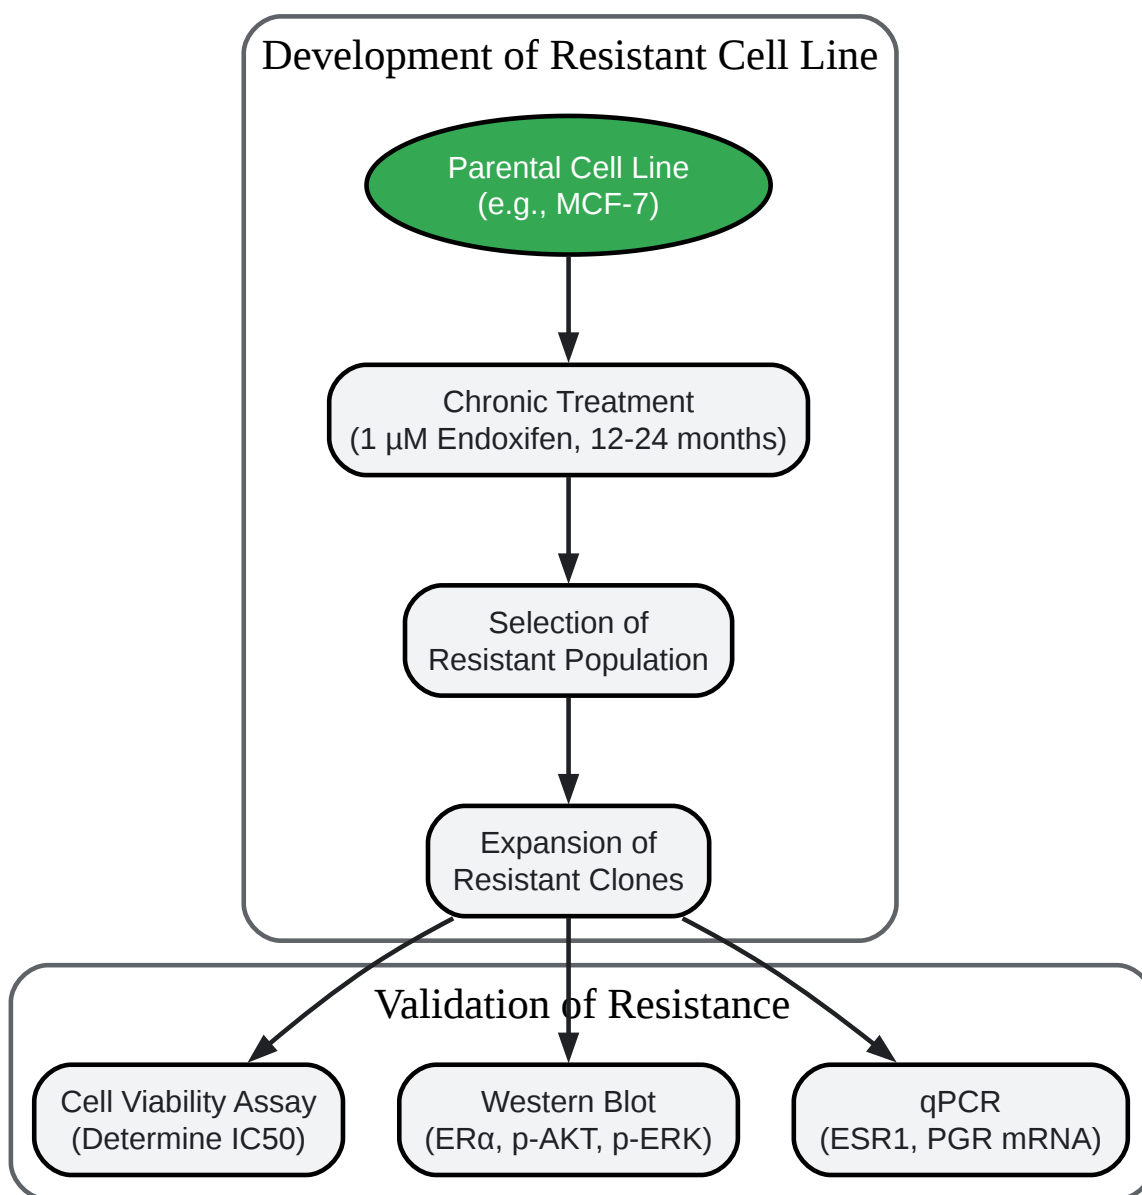 Development of Resistant Cell Line
Parental Cell Line
(e.g., MCF-7)
Chronic Treatment
(1 µM Endoxifen, 12-24 months)
Selection of
Resistant Population
Expansion of
Resistant Clones
Validation of Resistance
Cell Viability Assay
(Determine IC50)
Western Blot
(ERα, p-AKT, p-ERK)
qPCR
(ESR1, PGR mRNA)